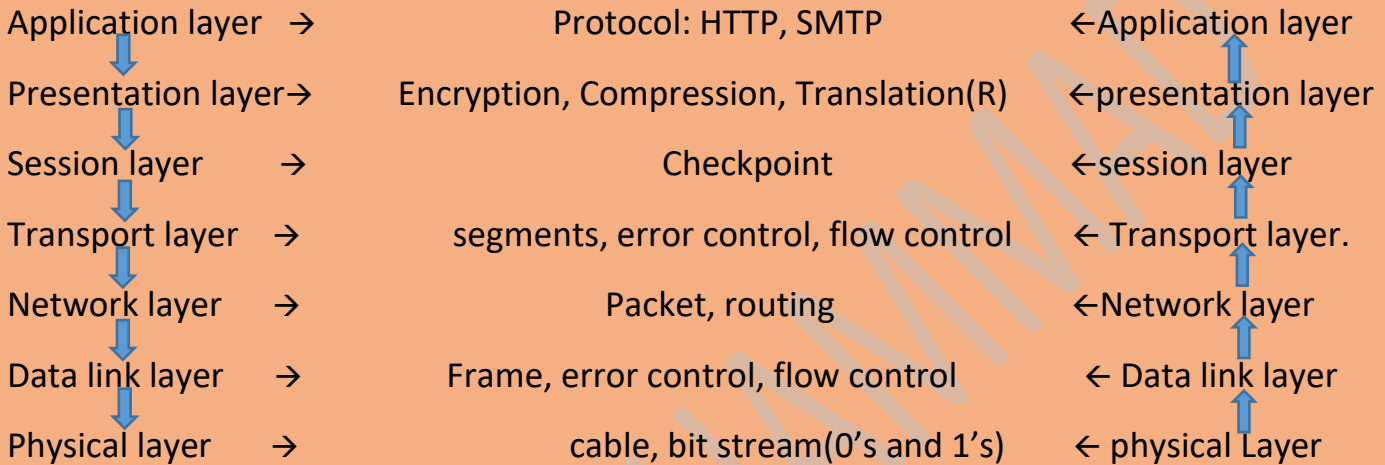 Application layer → Protocol: HTTP, SMTP ←Application layer
Presentation layer→ Encryption, Compression, Translation(R) ←presentation layer
Session layer → Checkpoint ←session layer
Transport layer → segments, error control, flow control ← Transport layer.
Network layer → Packet, routing ←Network layer
Data link layer → Frame, error control, flow control ← Data link layer
Physical layer → cable, bit stream(0’s and 1’s) ← physical Layer